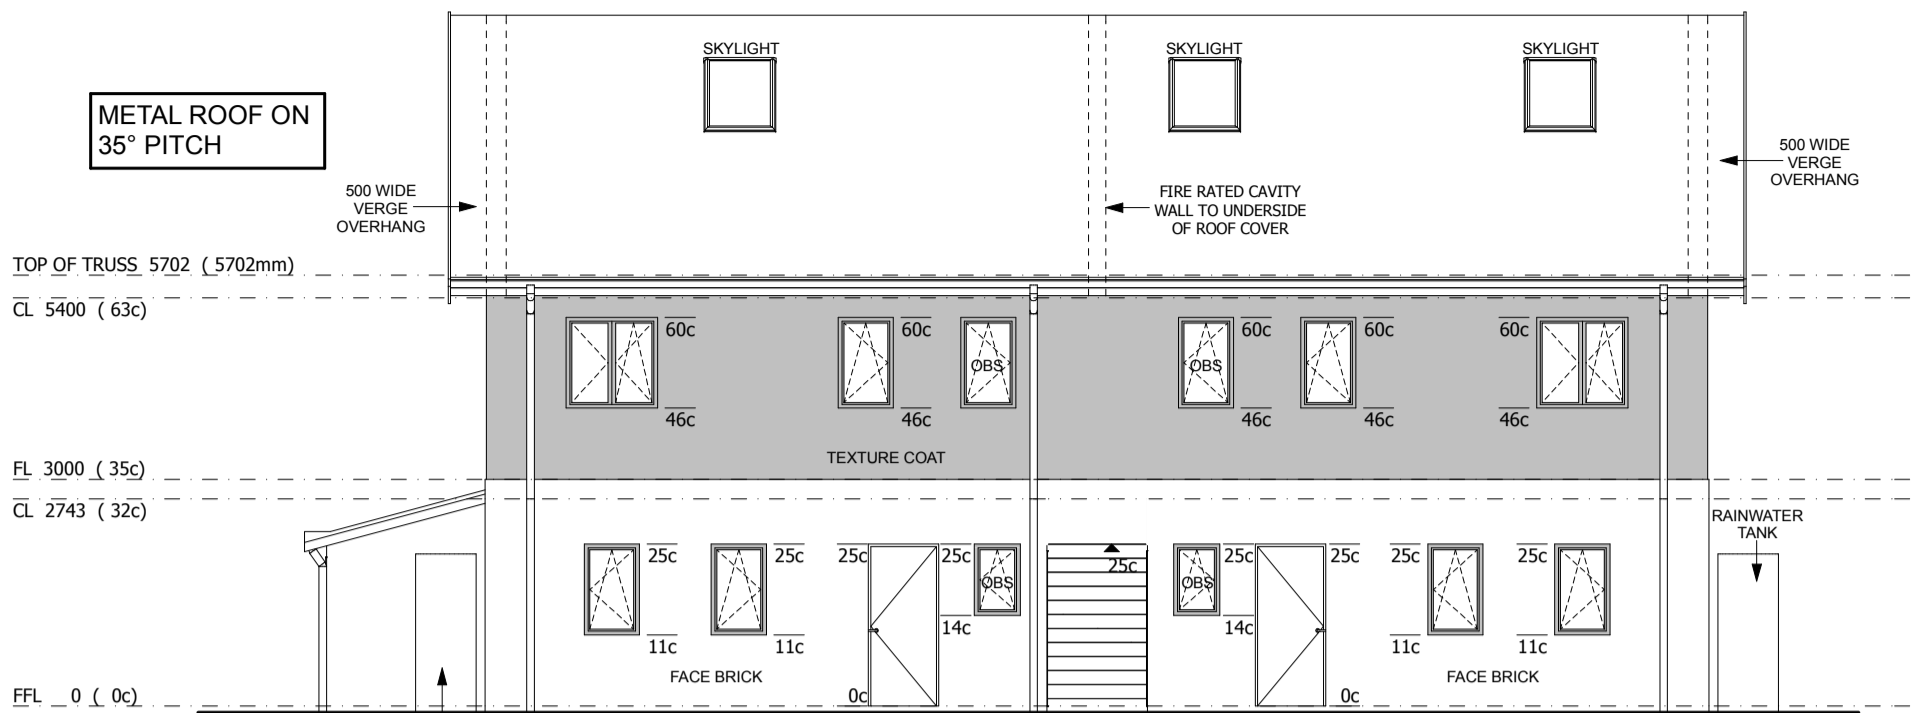 SKYLIGHT
SKYLIGHT
SKYLIGHT
METAL ROOF ON
35° PITCH
500 WIDE
VERGE
OVERHANG
FIRE RATED CAVITY
WALL TO UNDERSIDE
OF ROOF COVER
500 WIDE
VERGE
OVERHANG
TOP OF TRUSS 5702 ( 5702mm)
CL 5400 ( 63c)
60c
60c
60c
60c
60c
OBS
OBS
46c
46c
46c
46c
46c
TEXTURE COAT
FL 3000 ( 35c)
CL 2743 ( 32c)
RAINWATER
TANK
25c
25c
25c
25c
25c
25c
25c
25c
25c
OBS
OBS
14c
14c
11c
11c
11c
11c
FACE BRICK
FACE BRICK
FFL 0 ( 0c)
0c
0c